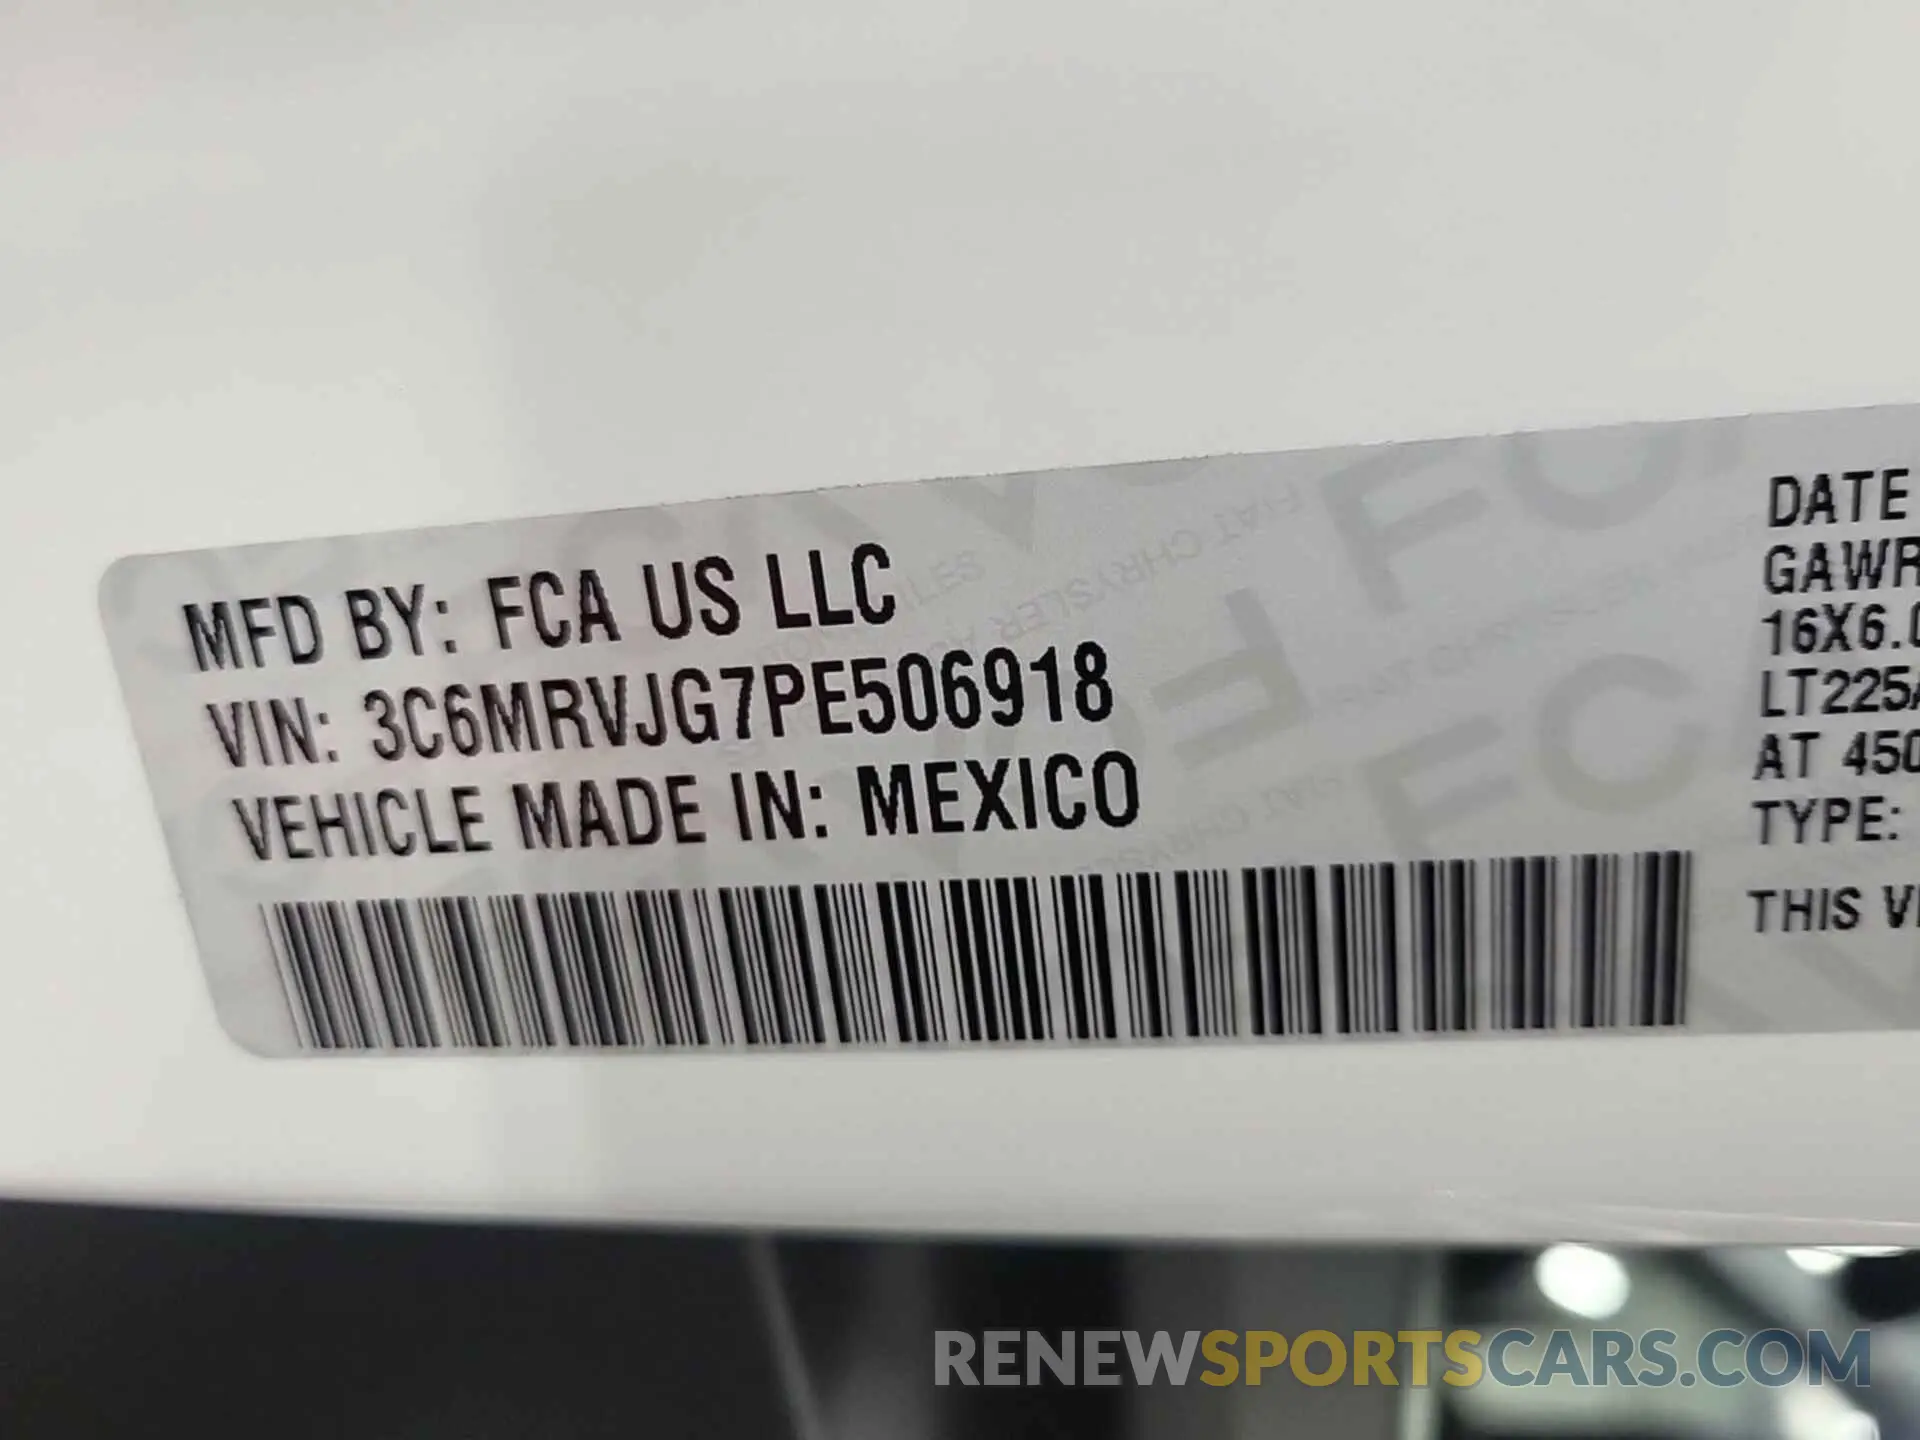 MFD BY: FCA US LLC
VIN: 3C6MRVJG7PE506918
VEHICLE MADE IN: MEXICO
DATE
GAWR
16X6.0
LT225/
AT 450
TYPE:
THIS VE
RENEWSPORTSCARS.COM